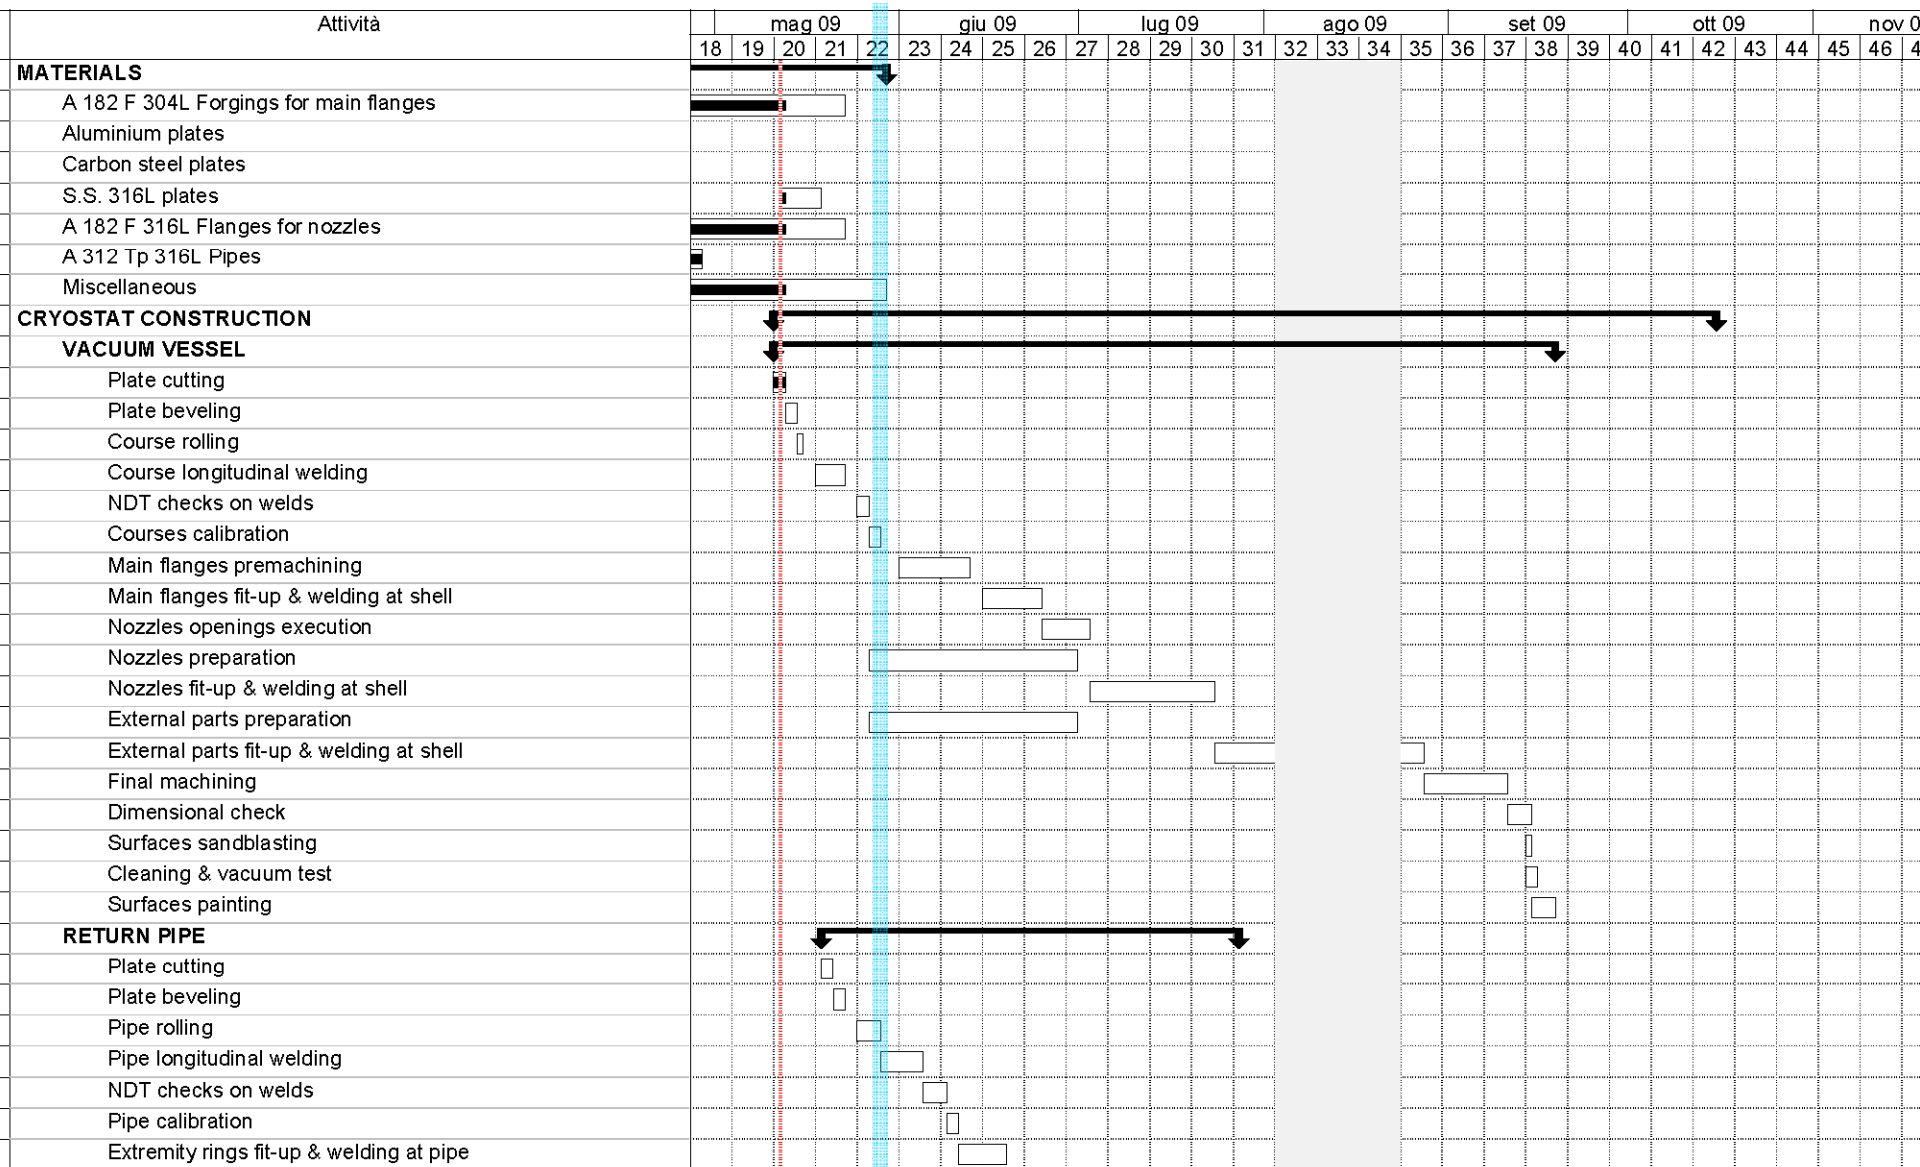 Attività mag 09 giu 09 lug 09 ago 09 set 09 ott 09 nov 0
18 19 20 21 22 23 24 25 26 27 28 29 30 31 32 33 34 35 36 37 38 39 40 41 42 43 44 45 46 4
MATERIALS
A 182 F 304L Forgings for main flanges
Aluminium plates
Carbon steel plates
S.S. 316L plates
A 182 F 316L Flanges for nozzles
A 312 Tp 316L Pipes
Miscellaneous
CRYOSTAT CONSTRUCTION
VACUUM VESSEL
Plate cutting
Plate beveling
Course rolling
Course longitudinal welding
NDT checks on welds
Courses calibration
Main flanges premachining
Main flanges fit-up & welding at shell
Nozzles openings execution
Nozzles preparation
Nozzles fit-up & welding at shell
External parts preparation
External parts fit-up & welding at shell
Final machining
Dimensional check
Surfaces sandblasting
Cleaning & vacuum test
Surfaces painting
RETURN PIPE
Plate cutting
Plate beveling
Pipe rolling
Pipe longitudinal welding
NDT checks on welds
Pipe calibration
Extremity rings fit-up & welding at pipe